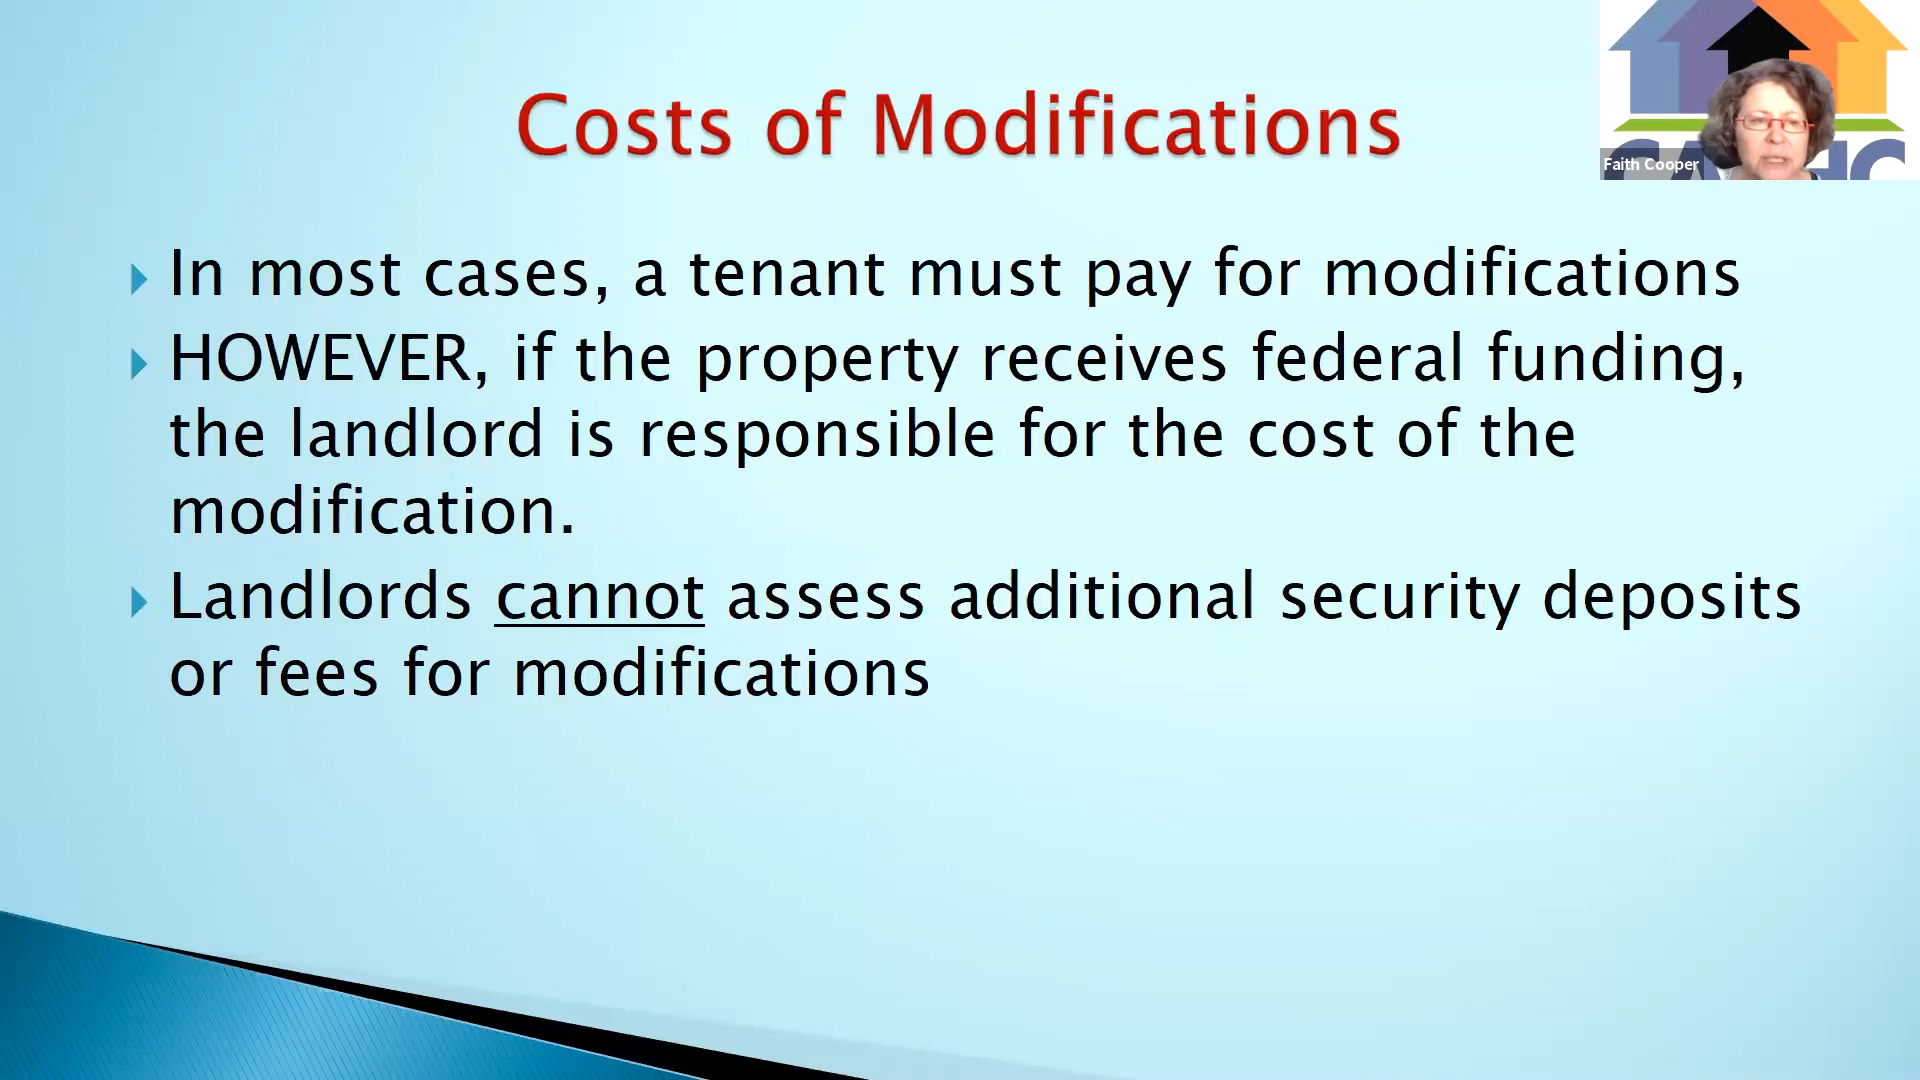 Costs of Modifications
Faith Cooper
In most cases, a tenant must pay for modifications
HOWEVER, if the property receives federal funding,
the landlord is responsible for the cost of the
modification.
Landlords cannot assess additional security deposits
or fees for modifications